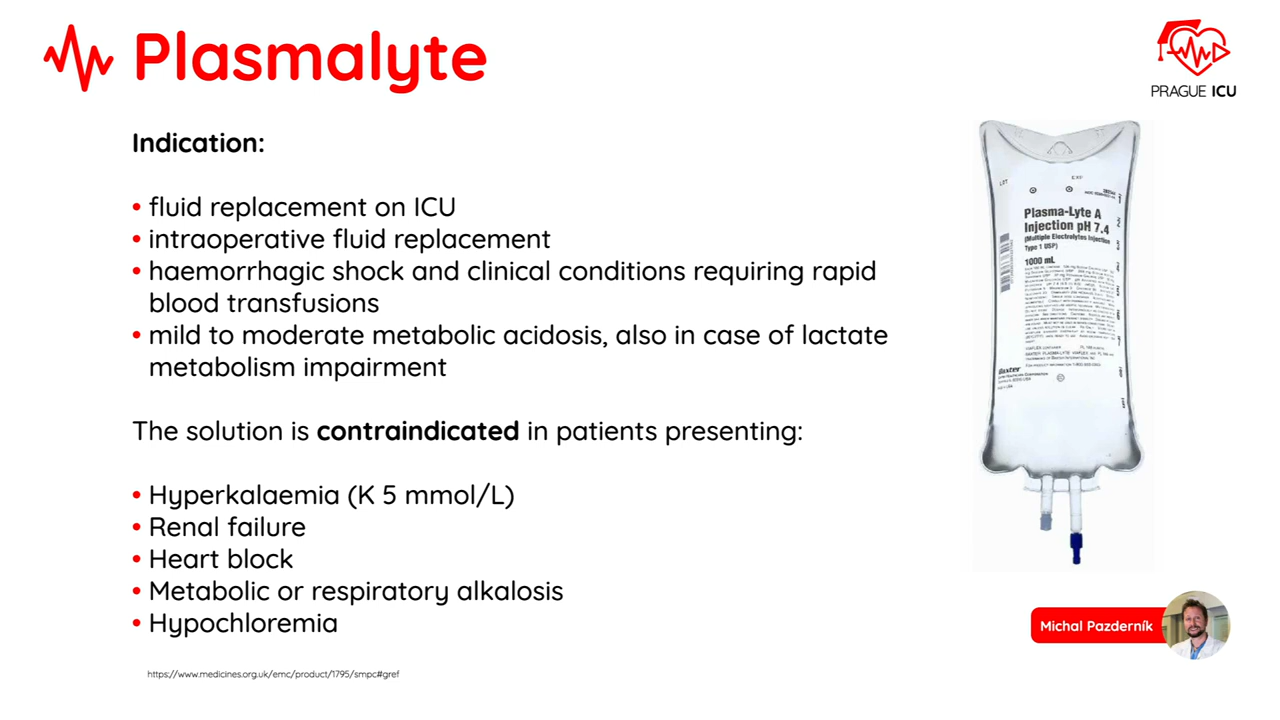 Plasmalyte
PRAGUE ICU
Indication:
• fluid replacement on ICU
• intraoperative fluid replacement
• haemorrhagic shock and clinical conditions requiring rapid
blood transfusions
• mild to moderate metabolic acidosis, also in case of lactate
metabolism impairment
The solution is contraindicated in patients presenting:
• Hyperkalaemia (K 5 mmol/L)
• Renal failure
• Heart block
• Metabolic or respiratory alkalosis
• Hypochloremia
https://www.medicines.org.uk/emc/product/1795/smpc#gref
LOT
EXP
Plasma-Lyte A
Injection pH 7.4
(Multiple Electrolytes Injection
Type 1 USP)
1000 mL
Baxter
Michal Pazderník